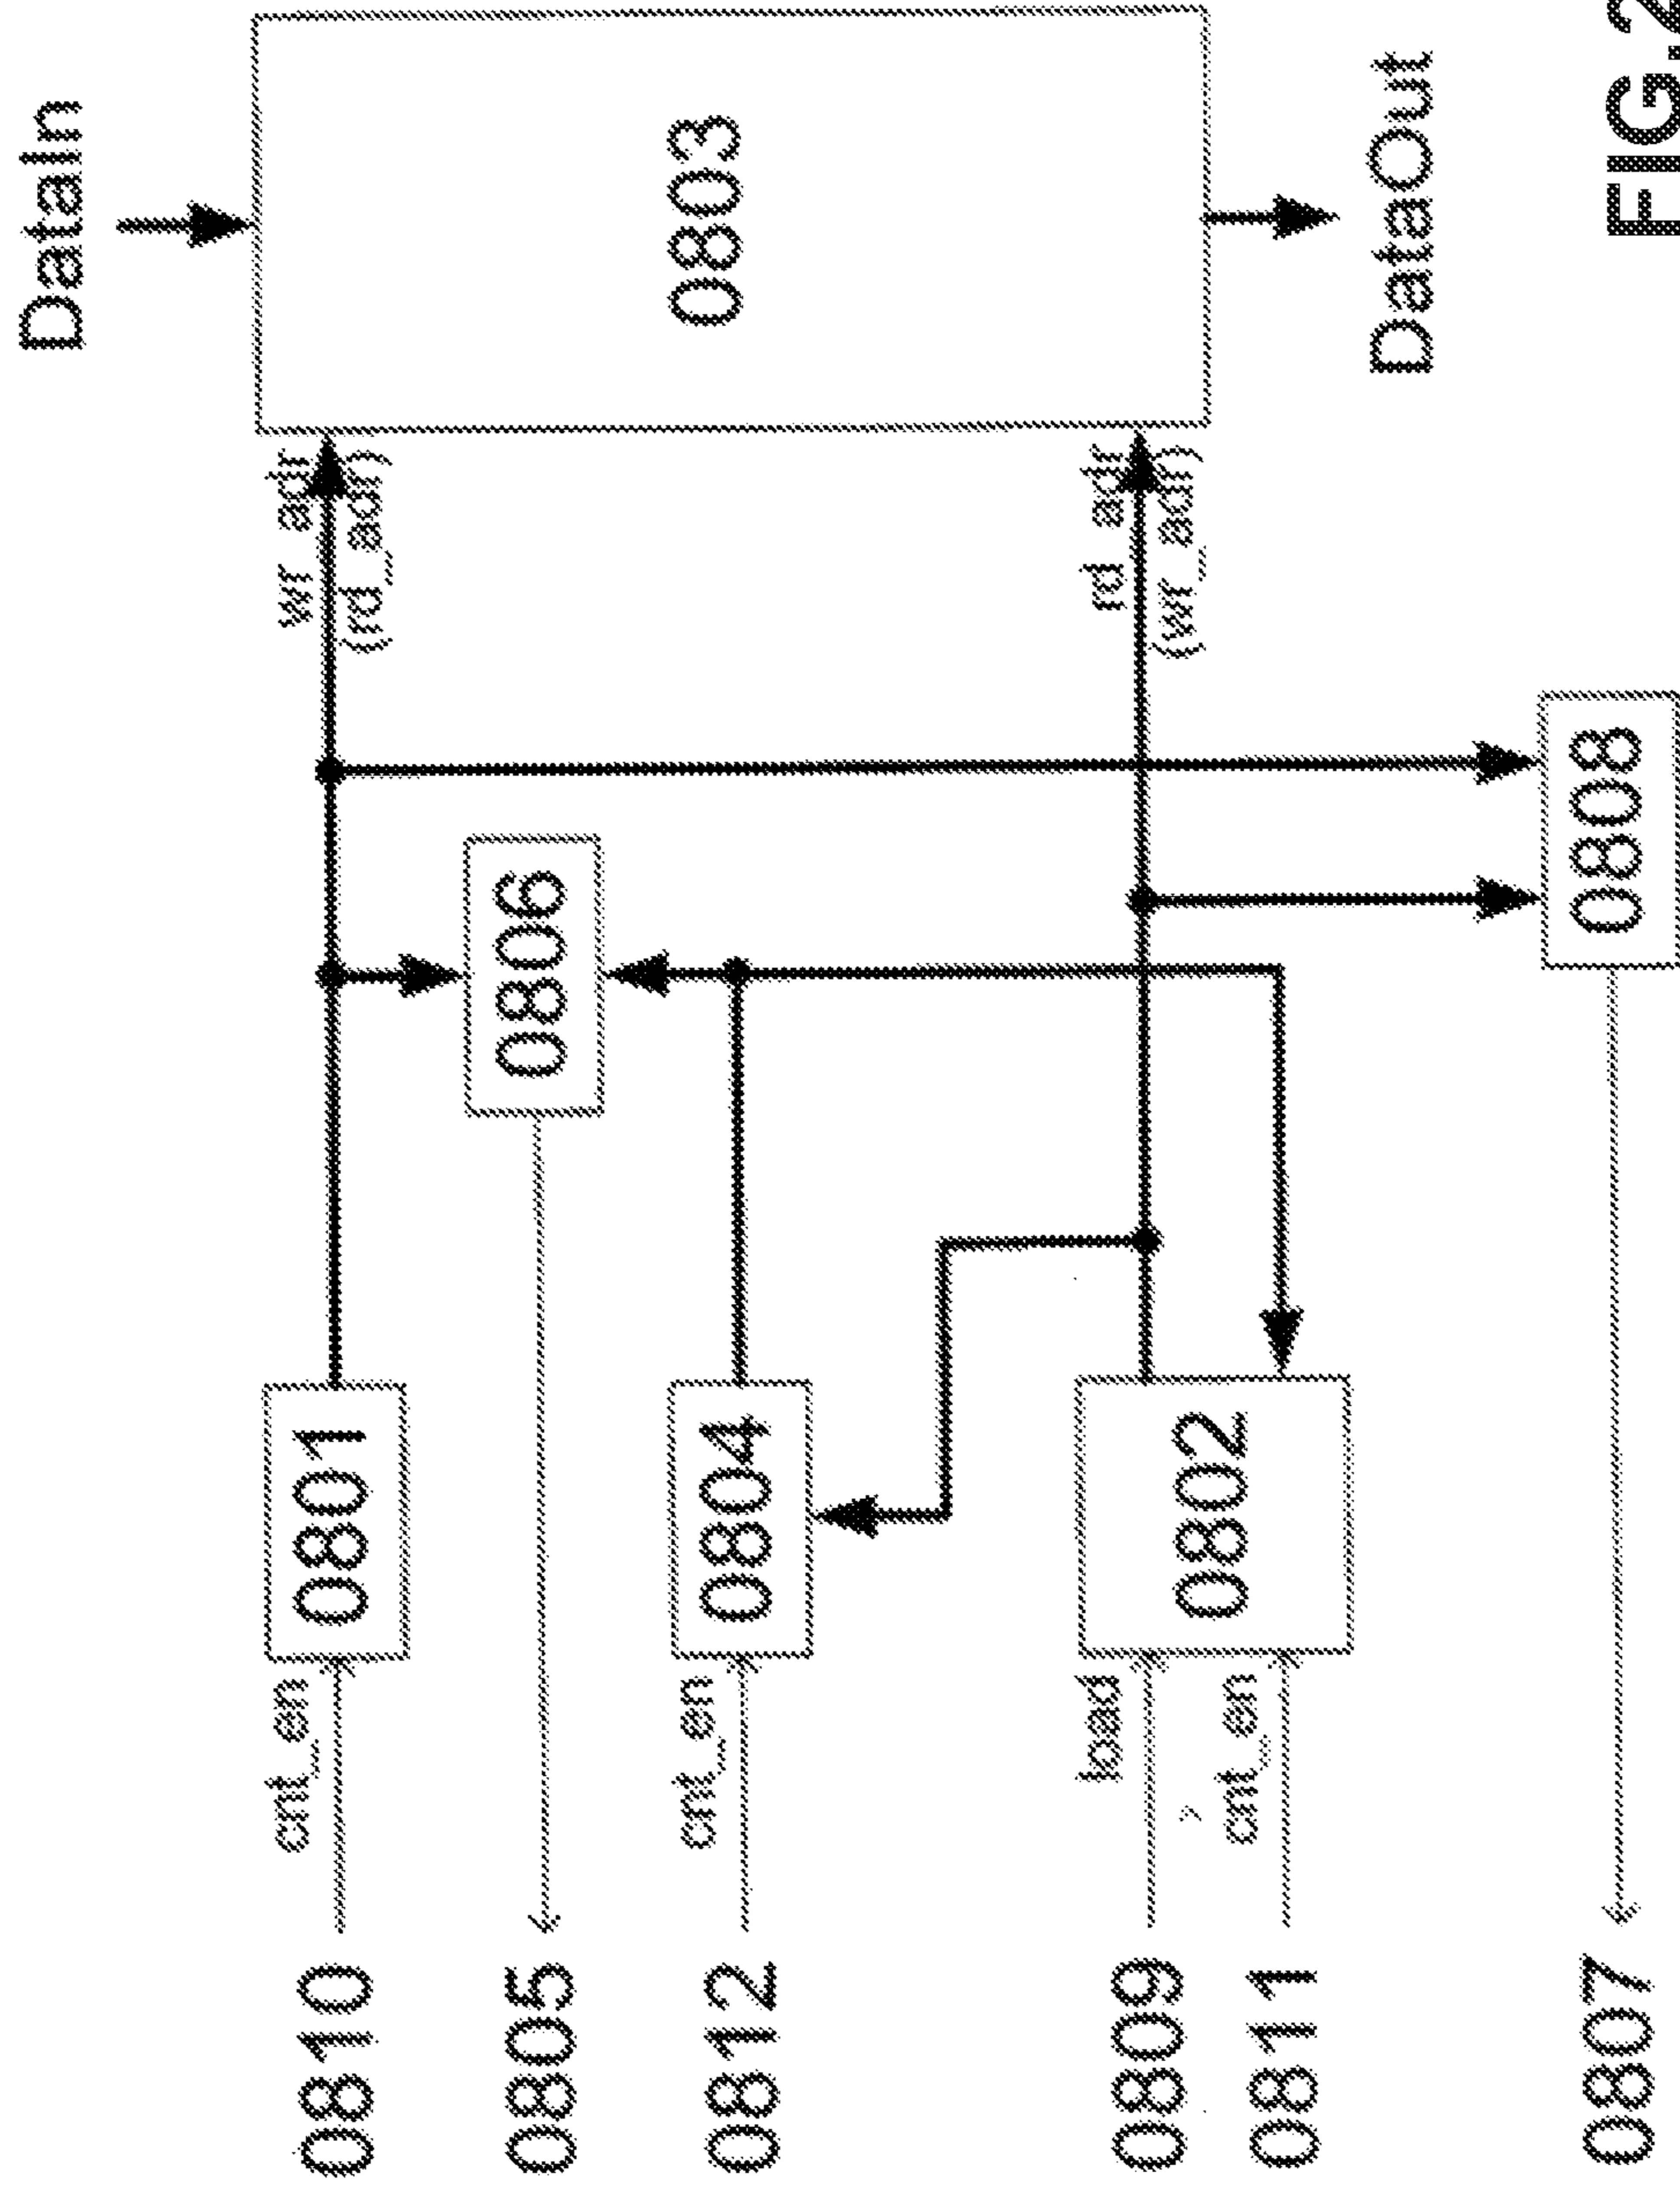 DataIn
0803
wr_adr
(rd_adr)
rd_adr
(wr_adr)
DataOut
0801
0806
0804
0802
0808
cnt_en
cnt_en
load
cnt_en
0810
0805
0812
0809
0811
0807
FIG.2